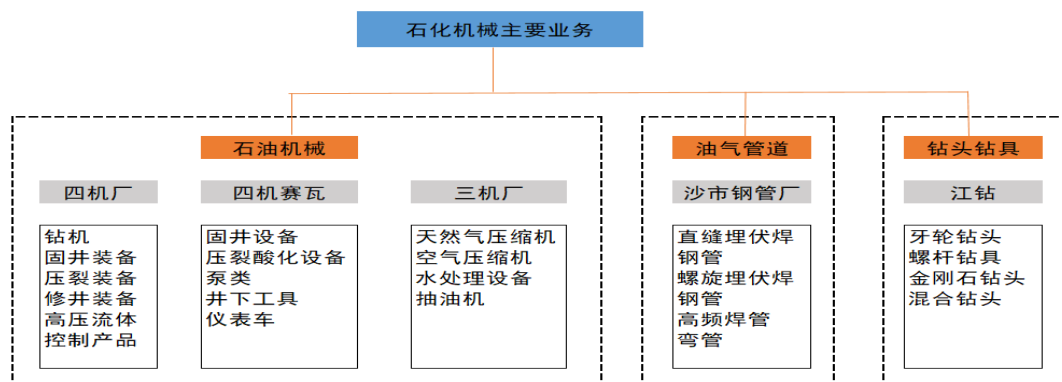 石化机械主要业务
石油机械
油气管道
钻头钻具
四机厂
四机赛瓦
三机厂
沙市钢管厂
江钻
钻机
固井装备
压裂装备
修井装备
高压流体
控制产品
固井设备
压裂酸化设备
泵类
井下工具
仪表车
天然气压缩机
空气压缩机
水处理设备
抽油机
直缝埋伏焊
钢管
螺旋埋伏焊
钢管
高频焊管
弯管
牙轮钻头
螺杆钻具
金刚石钻头
混合钻头